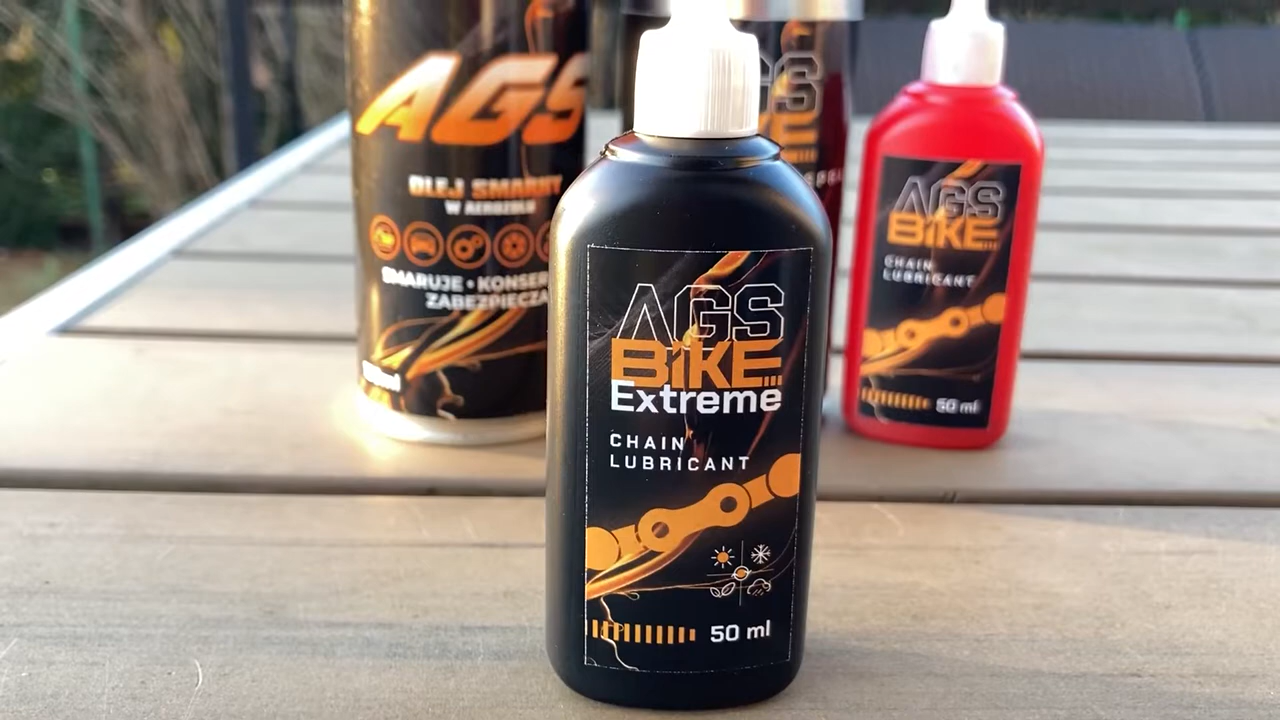 AGS
OLEJ SMARNY
W AEROZOLU
SMARUJE • KONSER
ZABEZPIECZA
AGS
BIKE
Extreme
CHAIN
LUBRICANT
50 ml
AGS
BIKE
CHAIN
LUBRICANT
50 ml